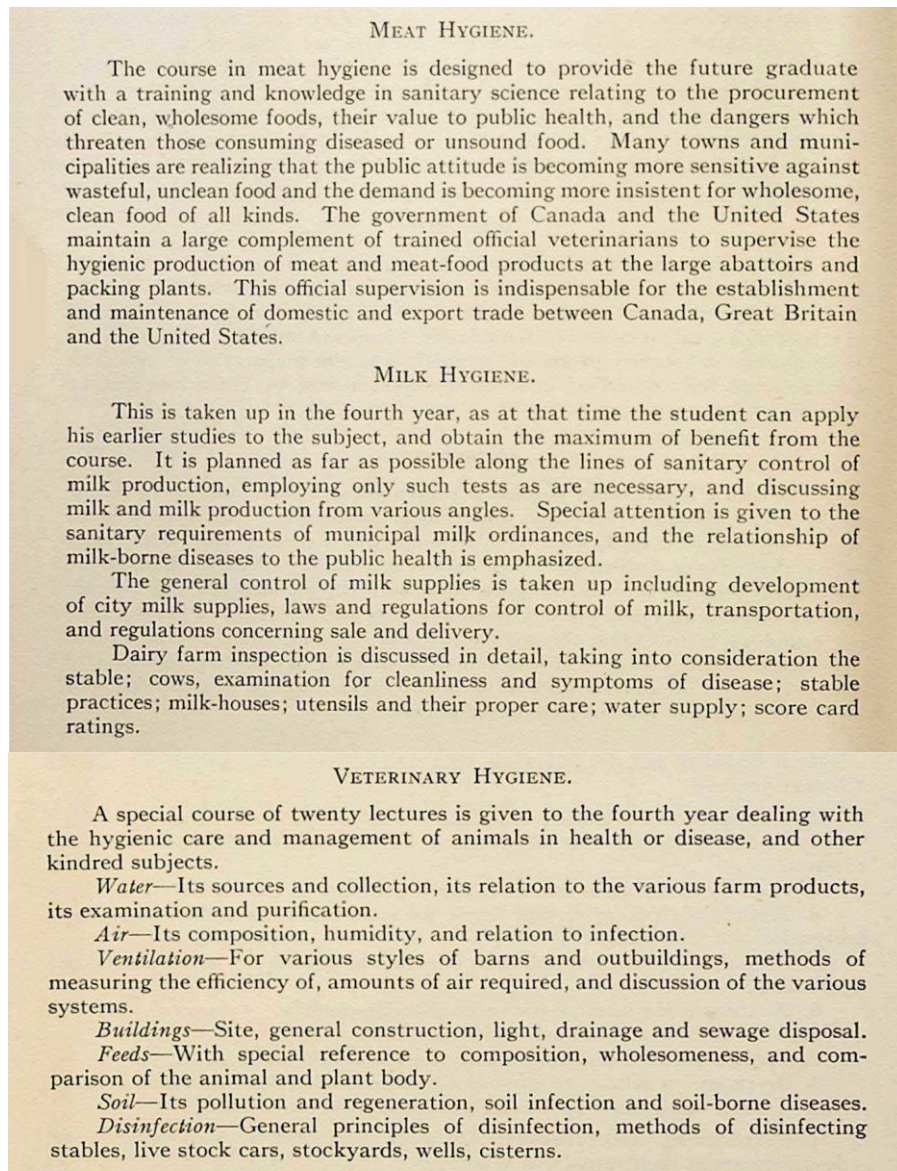 MEAT HYGIENE.
The course in meat hygiene is designed to provide the future graduate
with a training and knowledge in sanitary science relating to the procurement
of clean, wholesome foods, their value to public health, and the dangers which
threaten those consuming diseased or unsound food. Many towns and muni-
cipalities are realizing that the public attitude is becoming more sensitive against
wasteful, unclean food and the demand is becoming more insistent for wholesome,
clean food of all kinds. The government of Canada and the United States
maintain a large complement of trained official veterinarians to supervise the
hygienic production of meat and meat-food products at the large abattoirs and
packing plants. This official supervision is indispensable for the establishment
and maintenance of domestic and export trade between Canada, Great Britain
and the United States.
MILK HYGIENE.
This is taken up in the fourth year, as at that time the student can apply
his earlier studies to the subject, and obtain the maximum of benefit from the
course. It is planned as far as possible along the lines of sanitary control of
milk production, employing only such tests as are necessary, and discussing
milk and milk production from various angles. Special attention is given to the
sanitary requirements of municipal milk ordinances, and the relationship of
milk-borne diseases to the public health is emphasized.
The general control of milk supplies is taken up including development
of city milk supplies, laws and regulations for control of milk, transportation,
and regulations concerning sale and delivery.
Dairy farm inspection is discussed in detail, taking into consideration the
stable; cows, examination for cleanliness and symptoms of disease; stable
practices; milk-houses; utensils and their proper care; water supply; score card
ratings.
VETERINARY HYGIENE.
A special course of twenty lectures is given to the fourth year dealing with
the hygienic care and management of animals in health or disease, and other
kindred subjects.
Water—Its sources and collection, its relation to the various farm products,
its examination and purification.
Air—Its composition, humidity, and relation to infection.
Ventilation—For various styles of barns and outbuildings, methods of
measuring the efficiency of, amounts of air required, and discussion of the various
systems.
Buildings—Site, general construction, light, drainage and sewage disposal.
Feeds—With special reference to composition, wholesomeness, and com-
parison of the animal and plant body.
Soil—Its pollution and regeneration, soil infection and soil-borne diseases.
Disinfection—General principles of disinfection, methods of disinfecting
stables, live stock cars, stockyards, wells, cisterns.